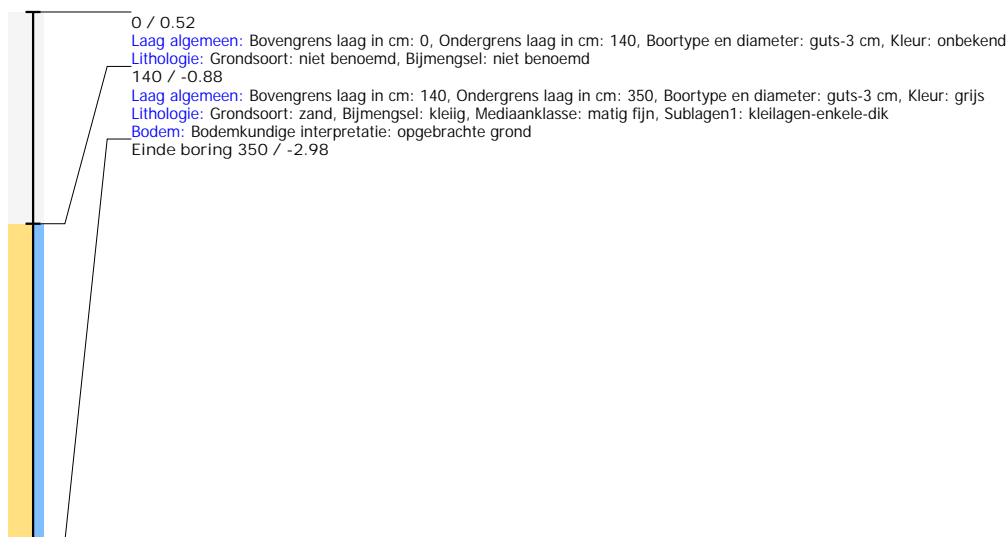 0 / 0.52
Laag algemeen: Bovengrens laag in cm: 0, Ondergrens laag in cm: 140, Boortype en diameter: guts-3 cm, Kleur: onbekend
Lithologie: Grondsoort: niet benoemd, Bijmengsel: niet benoemd
140 / -0.88
Laag algemeen: Bovengrens laag in cm: 140, Ondergrens laag in cm: 350, Boortype en diameter: guts-3 cm, Kleur: grijs
Lithologie: Grondsoort: zand, Bijmengsel: kleiig, Mediaanklasse: matig fijn, Sublagen1: kleilagen-enkele-dik
Bodem: Bodemkundige interpretatie: opgebrachte grond
Einde boring 350 / -2.98